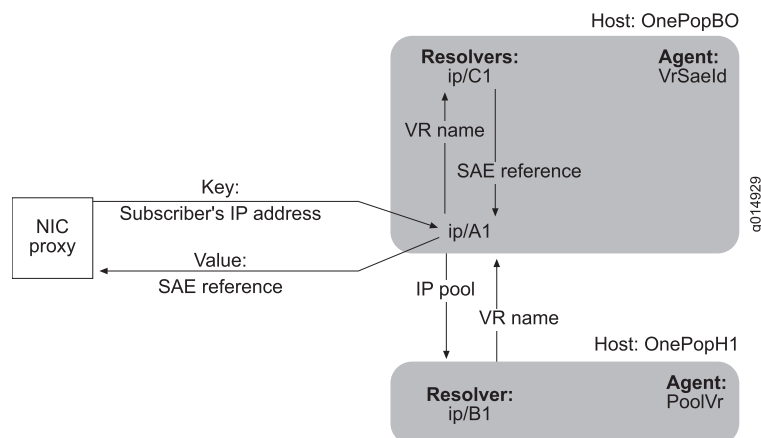 Host: OnePopBO
Resolvers:
ip/C1
Agent:
VrSaeId
VR name
SAE reference
Key:
Subscriber's IP address
NIC
proxy
ip/A1
Value:
SAE reference
IP pool
VR name
g014929
Host: OnePopH1
Resolver:
ip/B1
Agent:
PoolVr